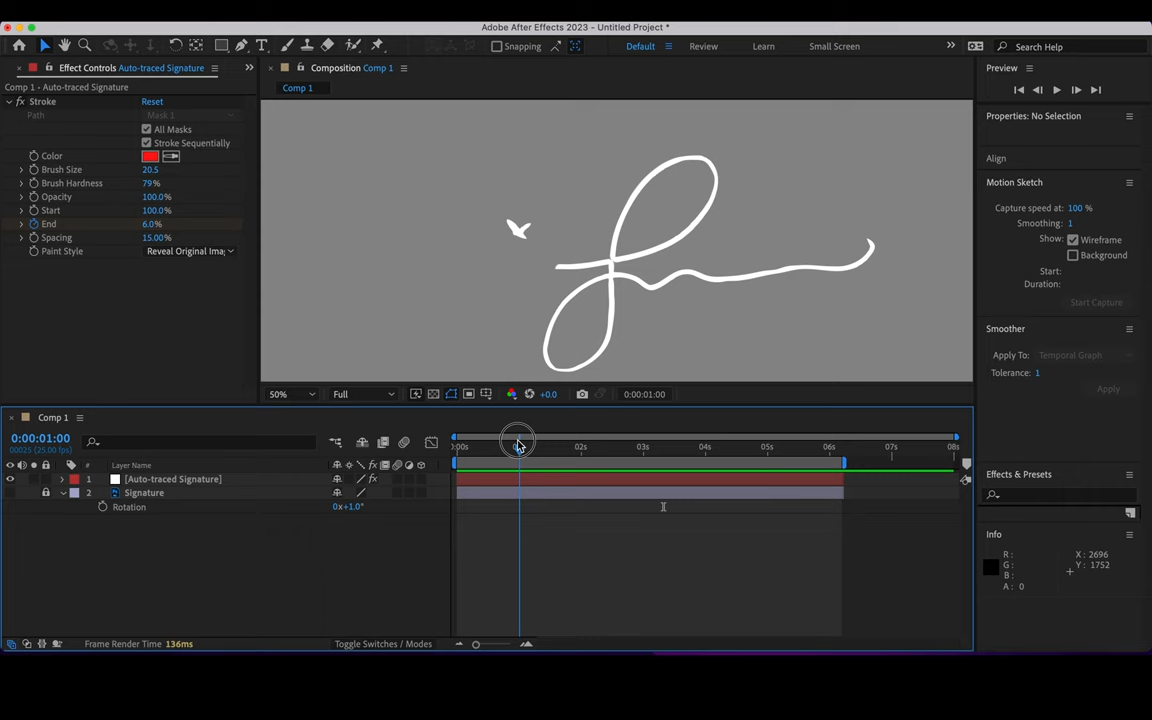 Adobe After Effects 2023 - Untitled Project *
Snapping
Default
Review
Learn
Small Screen
Search Help
Effect Controls Auto-traced Signature
Comp 1 - Auto-traced Signature
fx Stroke
Reset
Path
Mask 1
All Masks
Stroke Sequentially
Color
Brush Size
20.5
Brush Hardness
79%
Opacity
100.0%
Start
100.0%
End
6.0%
Spacing
15.00%
Paint Style
Reveal Original Ima
Composition Comp 1
Comp 1
50%
Full
+0.0
0:00:01:00
Preview
Properties: No Selection
Align
Motion Sketch
Capture speed at: 100 %
Smoothing: 1
Show: Wireframe
Background
Start:
Duration:
Start Capture
Smoother
Apply To: Temporal Graph
Tolerance: 1
Apply
Effects & Presets
Info
R:
G:
B:
A: 0
X: 2696
Y: 1752
Comp 1
0:00:01:00
00025 (25.00 fps)
:00s
02s
03s
04s
05s
06s
07s
08s
# Layer Name
fx
1 [Auto-traced Signature]
fx
2 Signature
Rotation
0x+1.0°
Frame Render Time 136ms
Toggle Switches / Modes